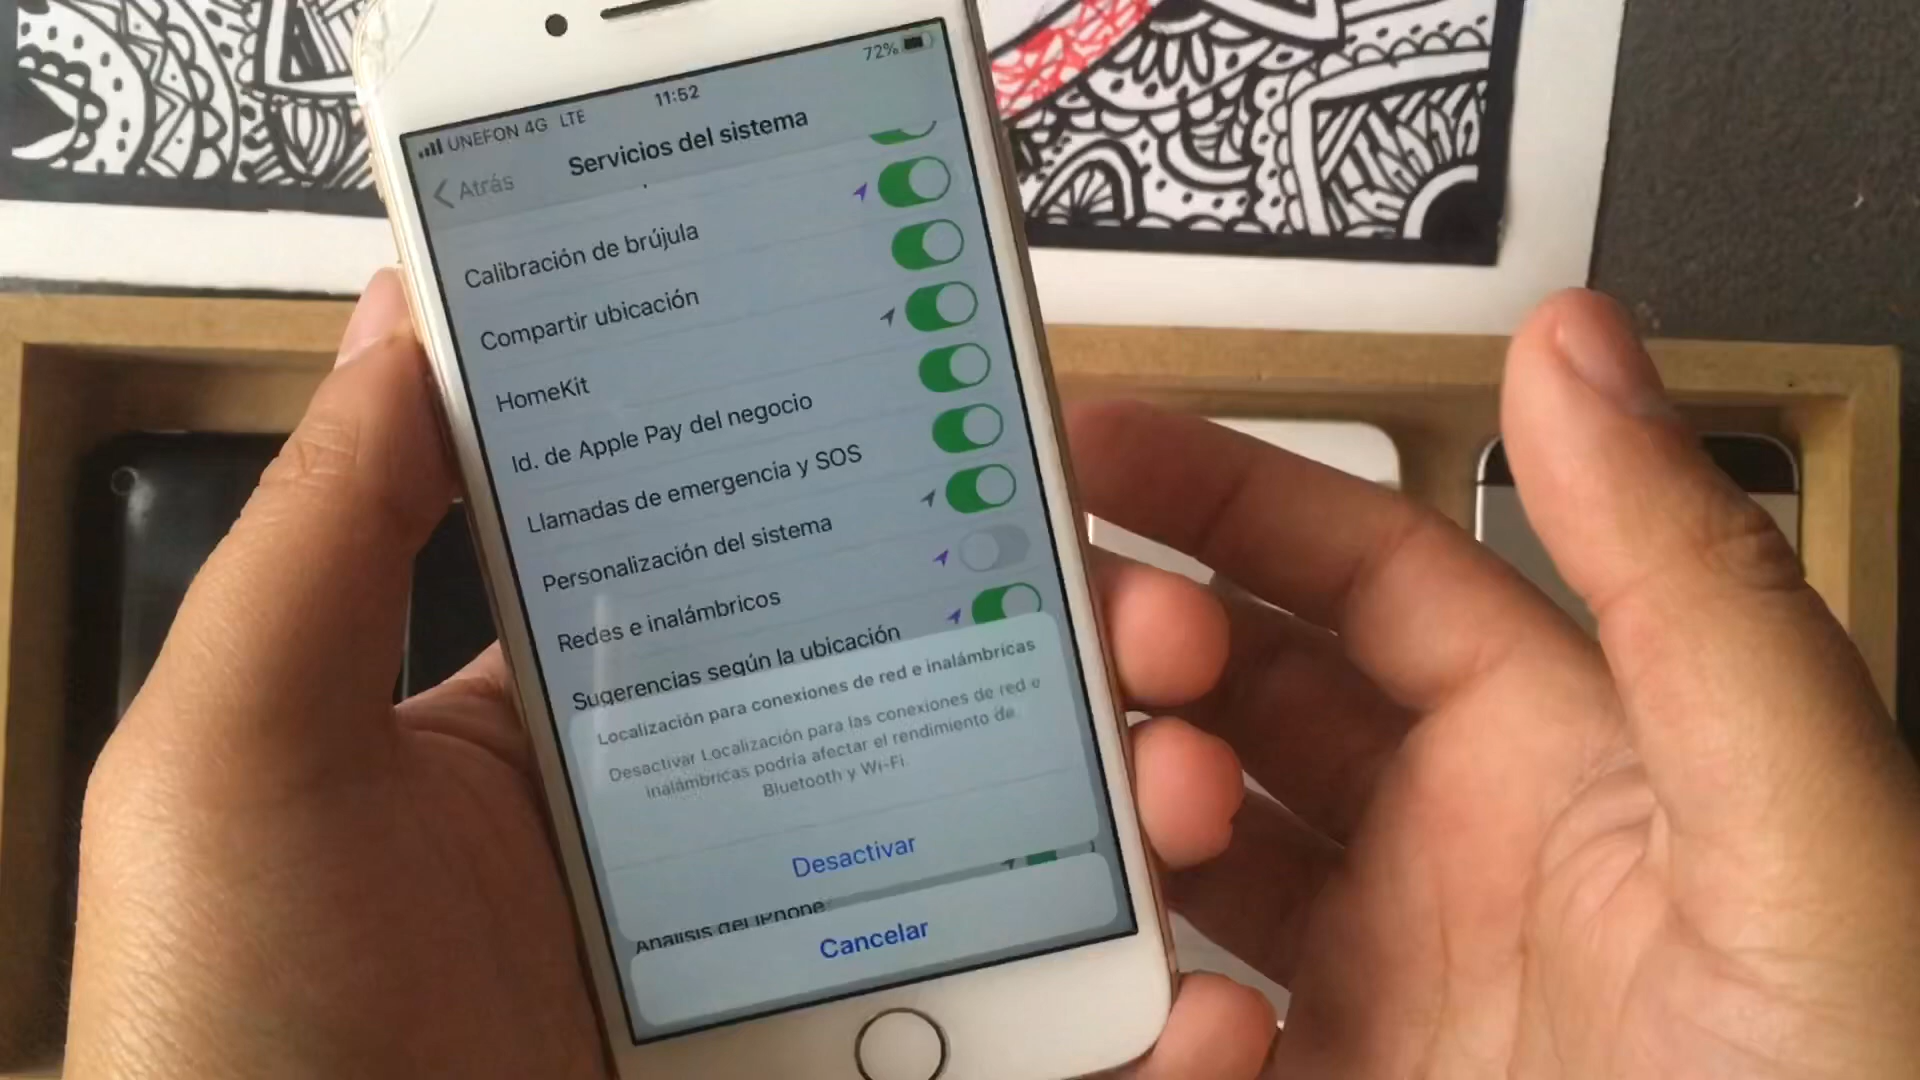 72%
11:52
UNEFON 4G LTE
Atrás
Servicios del sistema
Calibración de brújula
Compartir ubicación
HomeKit
Id. de Apple Pay del negocio
Llamadas de emergencia y SOS
Personalización del sistema
Redes e inalámbricos
Sugerencias según la ubicación
Localización para conexiones de red e inalámbricas
Desactivar Localización para las conexiones de red e
inalámbricas podría afectar el rendimiento de
Bluetooth y Wi-Fi.
Desactivar
Análisis del iPhone
Cancelar